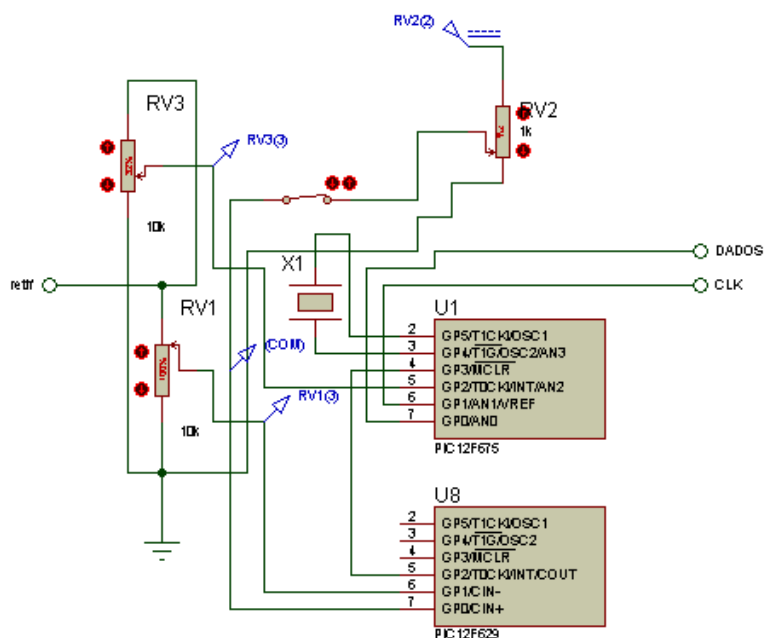 RV2(2)
RV3
RV2
1k
32%
RV3(3)
10k
X1
DADOS
retif
CLK
RV1
U1
(COM)
2 GP5/T1CKI/OSC1
3 GP4/T1G/OSC2/AN3
4 GP3/MCLR
100%
5 GP2/T0CKI/INT/AN2
RV1(3)
6 GP1/AN1/VREF
10k
7 GP0/AN0
PIC12F675
U8
2 GP5/T1CKI/OSC1
3 GP4/T1G/OSC2
4 GP3/MCLR
5 GP2/T0CKI/INT/COUT
6 GP1/CIN-
7 GP0/CIN+
PIC12F629